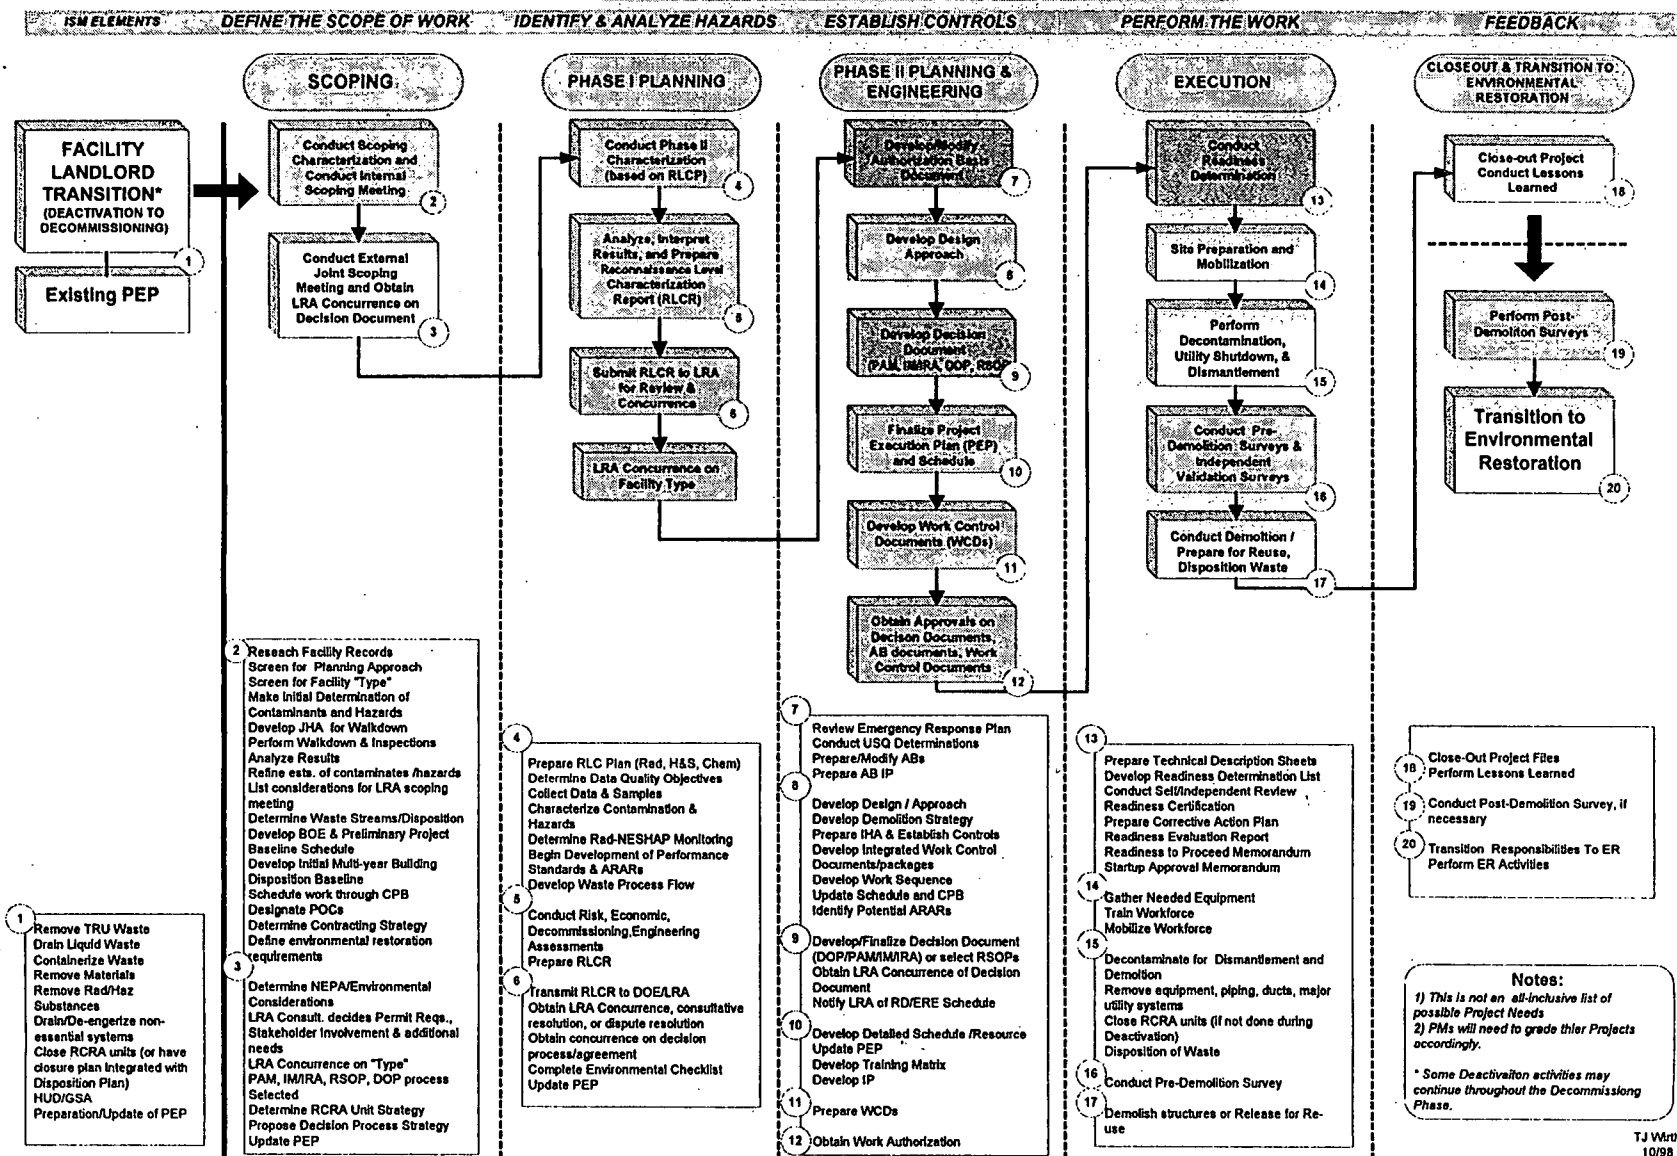 ISM ELEMENTS
DEFINE THE SCOPE OF WORK
IDENTIFY & ANALYZE HAZARDS
ESTABLISH CONTROLS
PERFORM THE WORK
FEEDBACK
SCOPING
PHASE I PLANNING
PHASE II PLANNING &
ENGINEERING
EXECUTION
CLOSEOUT & TRANSITION TO
ENVIRONMENTAL
RESTORATION
FACILITY
LANDLORD
TRANSITION*
(DEACTIVATION TO
DECOMMISSIONING)
1
Existing PEP
Conduct Scoping
Characterization and
Conduct Internal
Scoping Meeting
2
Conduct External
Joint Scoping
Meeting and Obtain
LRA Concurrence on
Decision Document
3
Conduct Phase II
Characterization
(based on RLCP)
4
Analyze, Interpret
Results, and Prepare
Reconnaissance Level
Characterization
Report (RLCR)
5
Submit RLCR to LRA
for Review &
Concurrence
6
LRA Concurrence on
Facility Type
Develop/Modify
Authorization Basis
Document
7
Develop Design
Approach
8
Develop Decision
Document
(PAM, IM/IRA, DOP, RSOP
9
Finalize Project
Execution Plan (PEP)
and Schedule
10
Develop Work Control
Documents (WCDs)
11
Obtain Approvals on
Decison Documents,
AB documents, Work
Control Documents
12
Conduct
Readiness
Determination
13
Site Preparation and
Mobilization
14
Perform
Decontamination,
Utility Shutdown, &
Dismantlement
15
Conduct Pre-
Demolition Surveys &
Independent
Validation Surveys
16
Conduct Demoltion /
Prepare for Reuse,
Disposition Waste
17
Close-out Project
Conduct Lessons
Learned
18
Perform Post-
Demoliton Surveys
19
Transition to
Environmental
Restoration
20
1
Remove TRU Waste
Drain Liquid Waste
Containerize Waste
Remove Materials
Remove Rad/Haz
Substances
Drain/De-engerize non-
essential systems
Close RCRA units (or have
closure plan integrated with
Disposition Plan)
HUD/GSA
Preparation/Update of PEP
2
Reseach Facility Records
Screen for Planning Approach
Screen for Facility "Type"
Make Initial Determination of
Contaminants and Hazards
Develop JHA for Walkdown
Perform Walkdown & Inspections
Analyze Results
Refine ests. of contaminates /hazards
List considerations for LRA scoping
meeting
Determine Waste Streams/Disposition
Develop BOE & Preliminary Project
Baseline Schedule
Develop Initial Multi-year Building
Disposition Baseline
Schedule work through CPB
Designate POCs
Determine Contracting Strategy
Define environmental restoration
requirements
3
Determine NEPA/Environmental
Considerations
LRA Consult. decides Permit Reqs.,
Stakeholder Involvement & additional
needs
LRA Concurrence on "Type"
PAM, IM/IRA, RSOP, DOP process
Selected
Determine RCRA Unit Strategy
Propose Decision Process Strategy
Update PEP
4
Prepare RLC Plan (Rad, H&S, Chem)
Determine Data Quality Objectives
Collect Data & Samples
Characterize Contamination &
Hazards
Determine Rad-NESHAP Monitoring
Begin Development of Performance
Standards & ARARs
Develop Waste Process Flow
5
Conduct Risk, Economic,
Decommissioning,Engineering
Assessments
Prepare RLCR
6
Transmit RLCR to DOE/LRA
Obtain LRA Concurrence, consultative
resolution, or dispute resolution
Obtain concurrence on decision
process/agreement
Complete Environmental Checklist
Update PEP
7
Review Emergency Response Plan
Conduct USQ Determinations
Prepare/Modify ABs
Prepare AB IP
8
Develop Design / Approach
Develop Demolition Strategy
Prepare IHA & Establish Controls
Develop Integrated Work Control
Documents/packages
Develop Work Sequence
Update Schedule and CPB
Identify Potential ARARs
9
Develop/Finalize Decision Document
(DOP/PAM/IM/IRA) or select RSOPs
Obtain LRA Concurrence of Decision
Document
Notify LRA of RD/ERE Schedule
10
Develop Detailed Schedule /Resource
Update PEP
Develop Training Matrix
Develop IP
11
Prepare WCDs
12
Obtain Work Authorization
13
Prepare Technical Description Sheets
Develop Readiness Determination List
Conduct Self/Independent Review
Readiness Certification
Prepare Corrective Action Plan
Readiness Evaluation Report
Readiness to Proceed Memorandum
Startup Approval Memorandum
14
Gather Needed Equipment
Train Workforce
Mobilize Workforce
15
Decontaminate for Dismantlement and
Demoltion
Remove equipment, piping, ducts, major
utility systems
Close RCRA units (if not done during
Deactivation)
Disposition of Waste
16
Conduct Pre-Demolition Survey
17
Demolish structures or Release for Re-
use
18
Close-Out Project Files
Perform Lessons Learned
19
Conduct Post-Demolition Survey, if
necessary
20
Transition Responsibilities To ER
Perform ER Activities
Notes:
1) This is not an all-inclusive list of
possible Project Needs
2) PMs will need to grade thier Projects
accordingly.
* Some Deactivaiton activities may
continue throughout the Decommissiong
Phase.
TJ Wirth
10/98